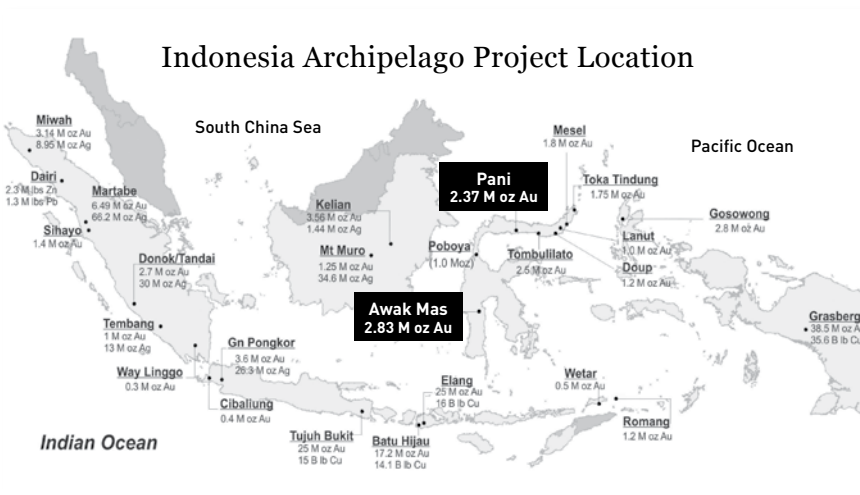 Indonesia Archipelago Project Location
Miwah
3.14 M oz Au
8.95 M oz Ag
South China Sea
Mesel
1.8 M oz Au
Pacific Ocean
Dairi
2.3 M lbs Zn
1.3 M lbs Pb
Martabe
6.49 M oz Au
66.2 M oz Ag
Pani
2.37 M oz Au
Toka Tindung
1.75 M oz Au
Sihayo
1.4 M oz Au
Kelian
3.56 M oz Au
1.44 M oz Ag
Gosowong
2.8 M oz Au
Lanut
1.0 M oz Au
Donok/Tandai
2.7 M oz Au
30 M oz Ag
Mt Muro
1.25 M oz Au
34.6 M oz Ag
Poboya
(1.0 Moz)
Tombulilato
2.5 M oz Au
Doup
1.2 M oz Au
Awak Mas
2.83 M oz Au
Tembang
1 M oz Au
13 M oz Ag
Grasberg
38.5 M oz A
35.6 B lb Cu
Gn Pongkor
3.6 M oz Au
26.3 M oz Ag
Way Linggo
0.3 M oz Au
Elang
25 M oz Au
16 B lb Cu
Wetar
0.5 M oz Au
Cibaliung
0.4 M oz Au
Romang
1.2 M oz Au
Indian Ocean
Tujuh Bukit
25 M oz Au
15 B lb Cu
Batu Hijau
17.2 M oz Au
14.1 B lb Cu